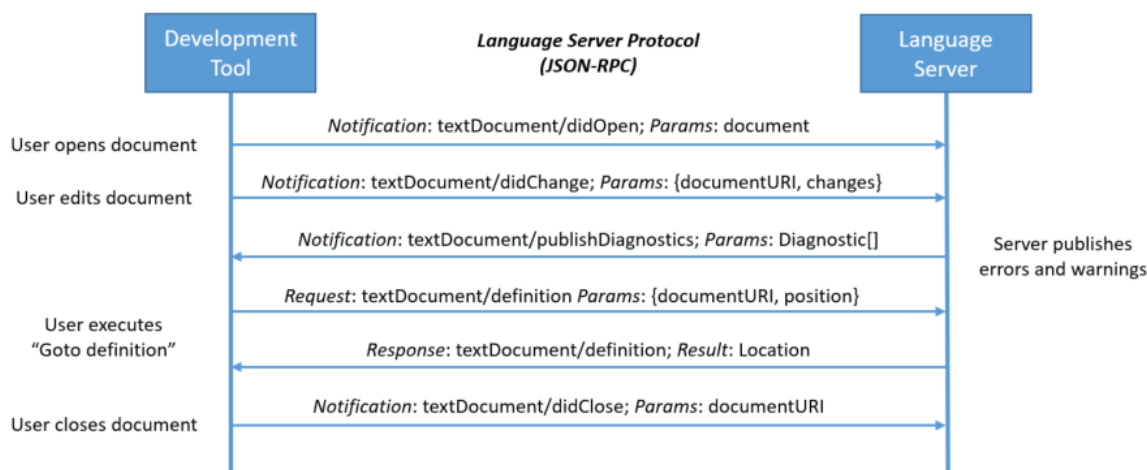 Development
Tool
Language Server Protocol
(JSON-RPC)
Language
Server
Notification: textDocument/didOpen; Params: document
User opens document
Notification: textDocument/didChange; Params: {documentURI, changes}
User edits document
Notification: textDocument/publishDiagnostics; Params: Diagnostic[]
Server publishes
errors and warnings
Request: textDocument/definition Params: {documentURI, position}
User executes
“Goto definition”
Response: textDocument/definition; Result: Location
Notification: textDocument/didClose; Params: documentURI
User closes document